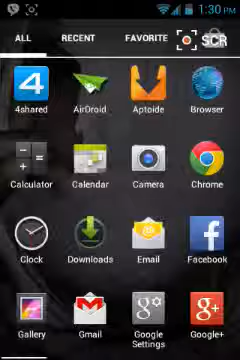 1:30 PM
ALL RECENT FAVORITE SCR
4
4shared AirDroid Aptoide Browser
Calculator Calendar Camera Chrome
Clock Downloads Email Facebook
Gallery Gmail Google Settings Google+